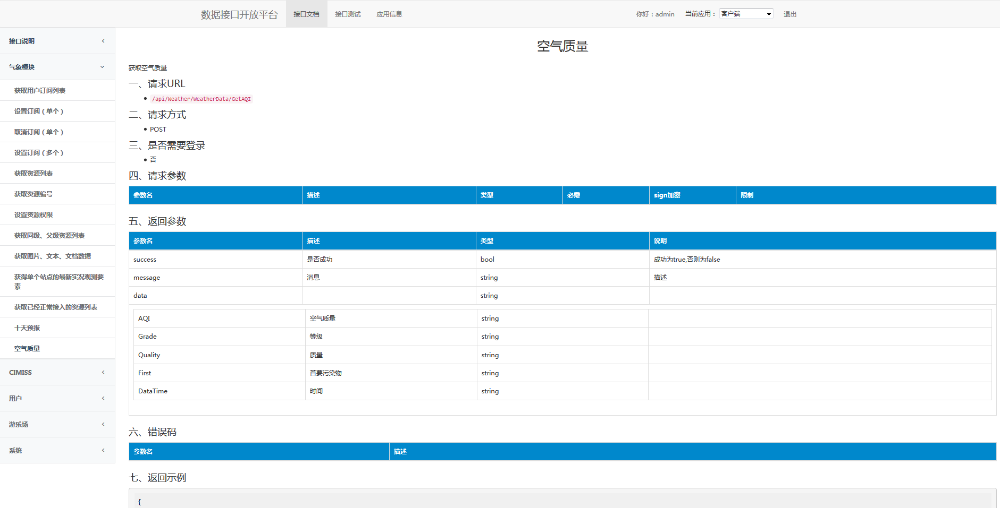 数据接口开放平台 接口文档 接口测试 应用信息 你好：admin 当前应用： 客户端 退出
接口说明
气象模块
获取用户订阅列表
设置订阅（单个）
取消订阅（单个）
设置订阅（多个）
获取资源列表
获取资源编号
设置资源权限
获取同级、父级资源列表
获取图片、文本、文档数据
获得单个站点的最新实况观测要
素
获取已经正常接入的资源列表
十天预报
空气质量
CIMISS
用户
游乐场
系统
空气质量
获取空气质量
一、请求URL
/api/Weather/WeatherData/GetAQI
二、请求方式
POST
三、是否需要登录
否
四、请求参数
参数名 描述 类型 必需 sign加密 限制
五、返回参数
参数名 描述 类型 说明
success 是否成功 bool 成功为true,否则为false
message 消息 string 描述
data string
AQI 空气质量 string
Grade 等级 string
Quality 质量 string
First 首要污染物 string
DataTime 时间 string
六、错误码
参数名 描述
七、返回示例
{